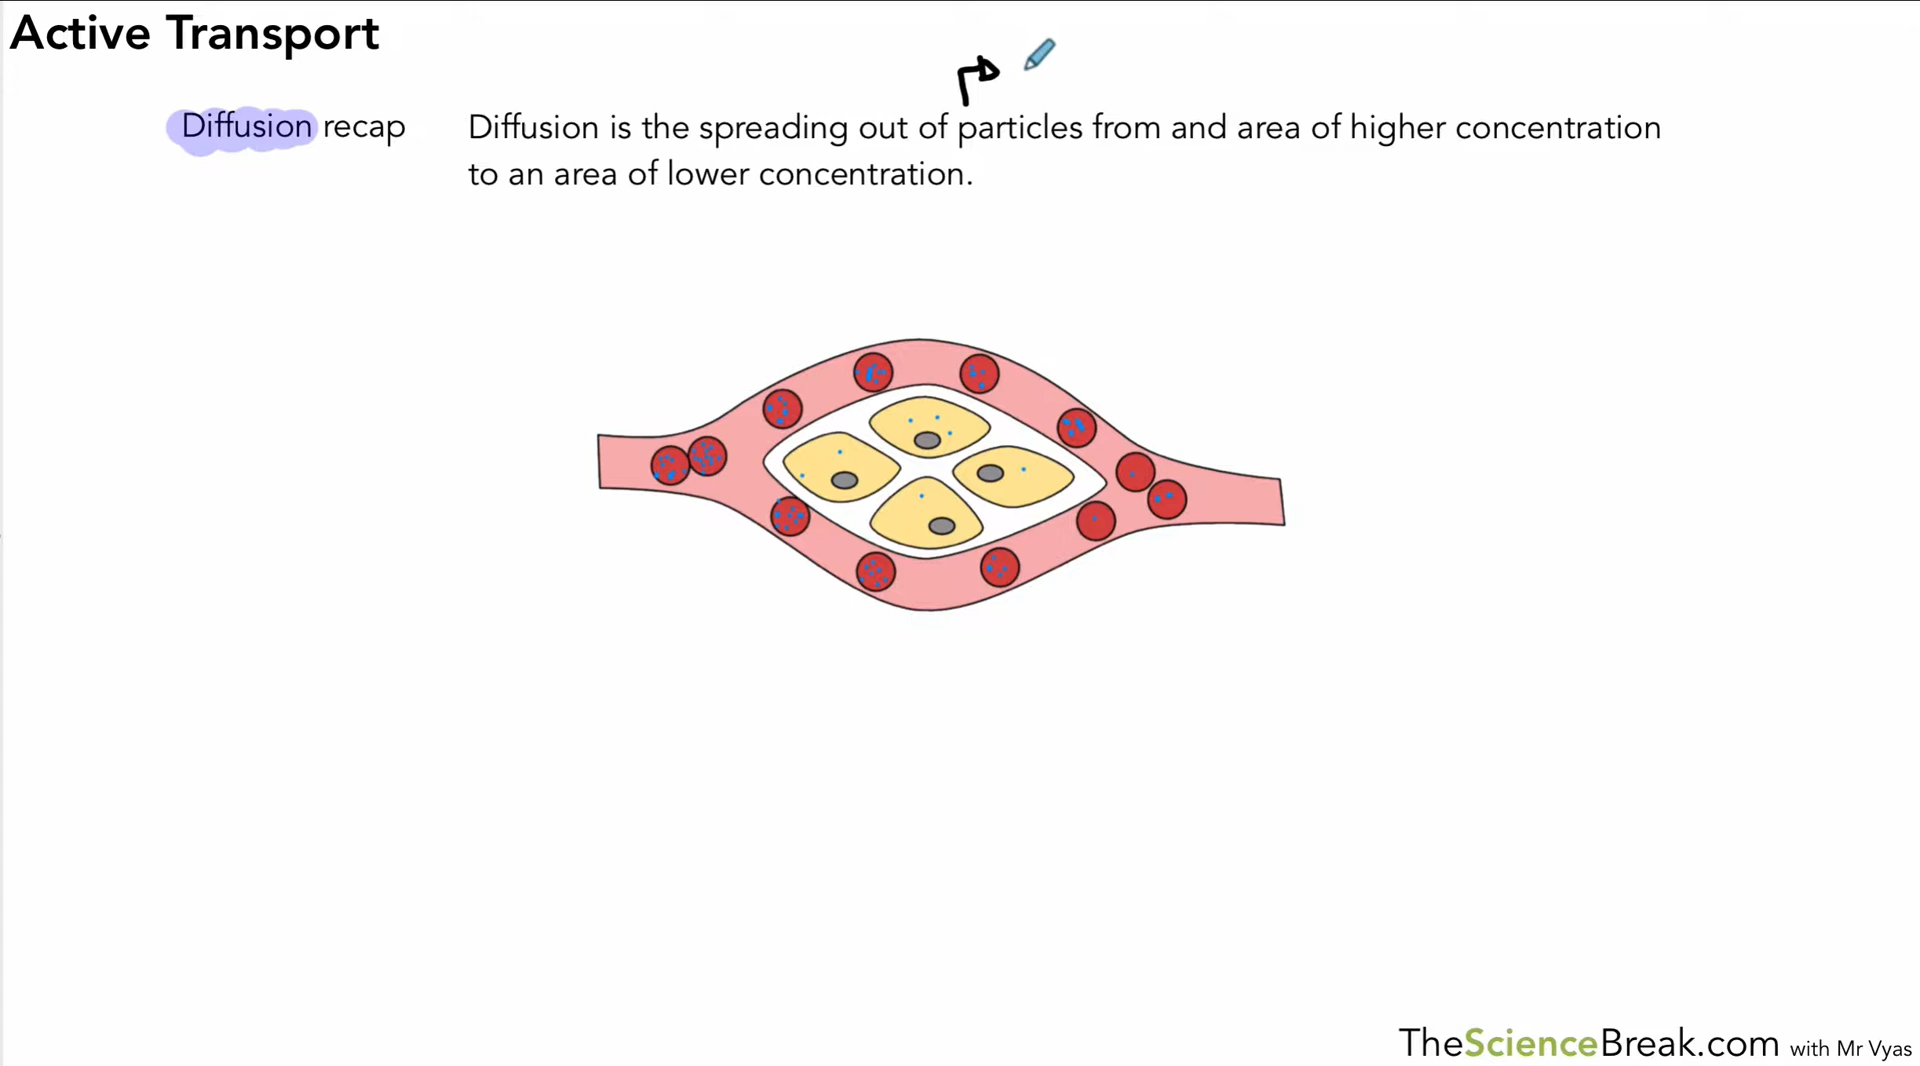 Active Transport
Diffusion recap
Diffusion is the spreading out of particles from and area of higher concentration
to an area of lower concentration.
TheScienceBreak.com with Mr Vyas